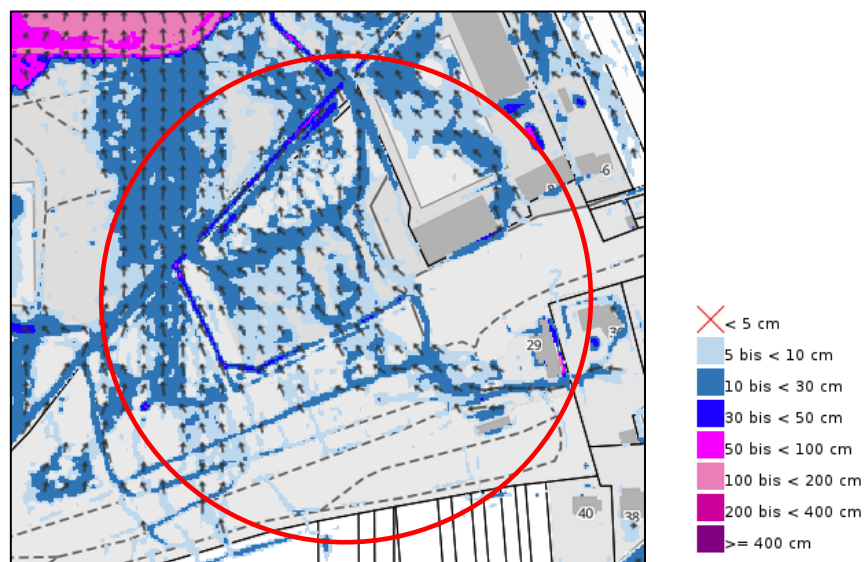 6
8
29
40
38
< 5 cm
5 bis < 10 cm
10 bis < 30 cm
30 bis < 50 cm
50 bis < 100 cm
100 bis < 200 cm
200 bis < 400 cm
>= 400 cm